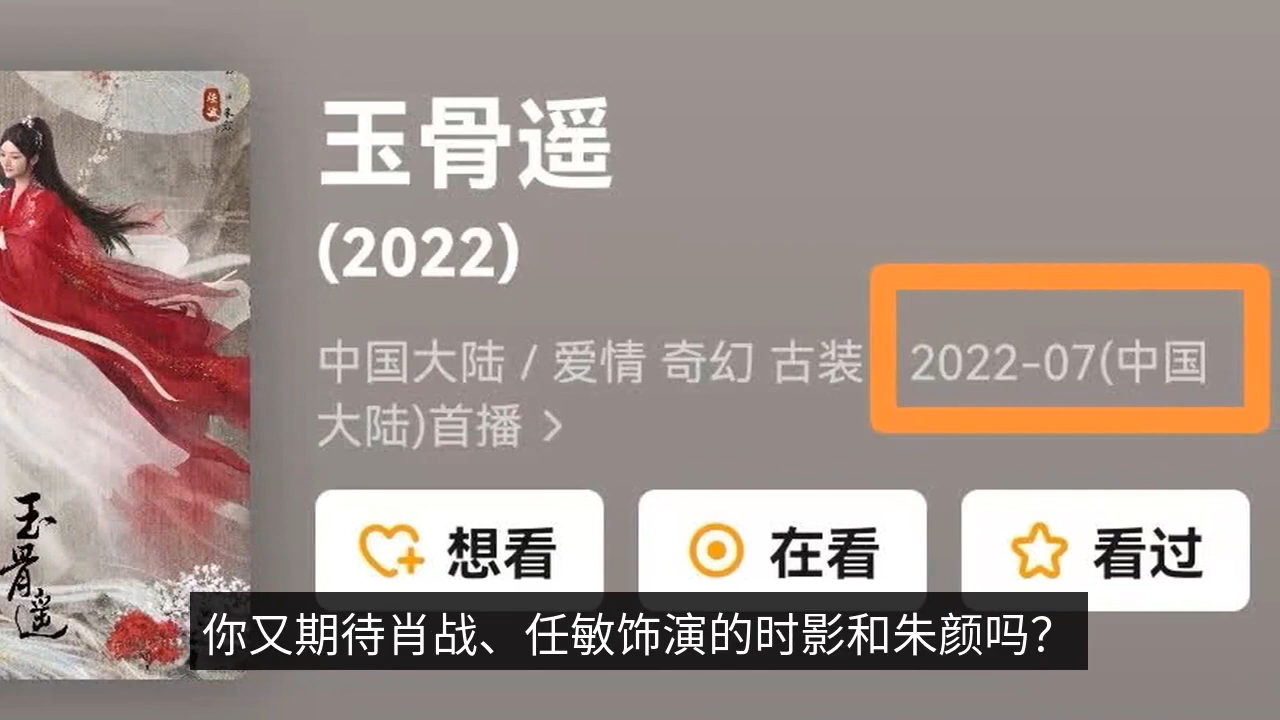 玉骨遥
(2022)
中国大陆 / 爱情 奇幻 古装 2022-07(中国
大陆)首播 >
想看
在看
看过
任敏
玉骨遥
你又期待肖战、任敏饰演的时影和朱颜吗?